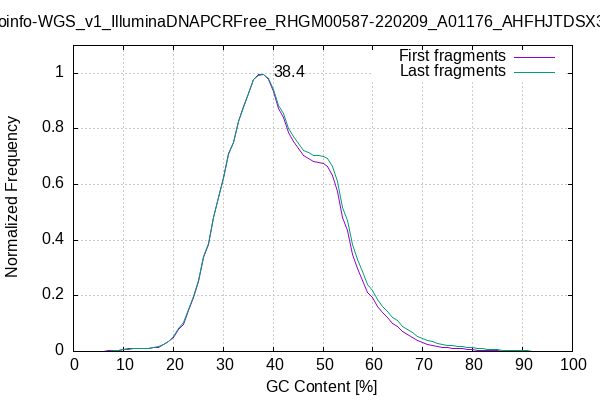 oinfo-WGS_v1_IlluminaDNAPCRFree_RHGM00587-220209_A01176_AHFHJTDSX3
First fragments
Last fragments
38.4
Normalized Frequency
1
0.8
0.6
0.4
0.2
0
0 10 20 30 40 50 60 70 80 90 100
GC Content [%]